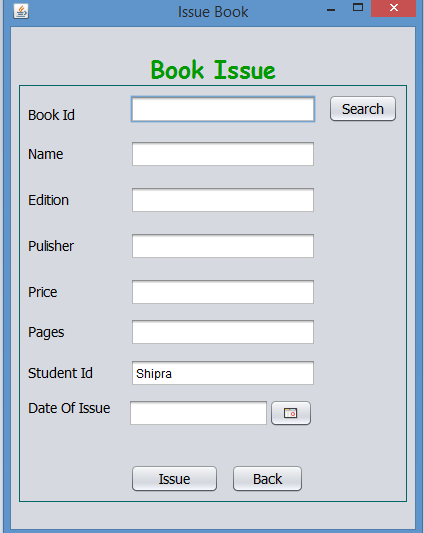 Issue Book
Book Issue
Book Id
Search
Name
Edition
Pulisher
Price
Pages
Student Id
Shipra
Date Of Issue
Issue
Back